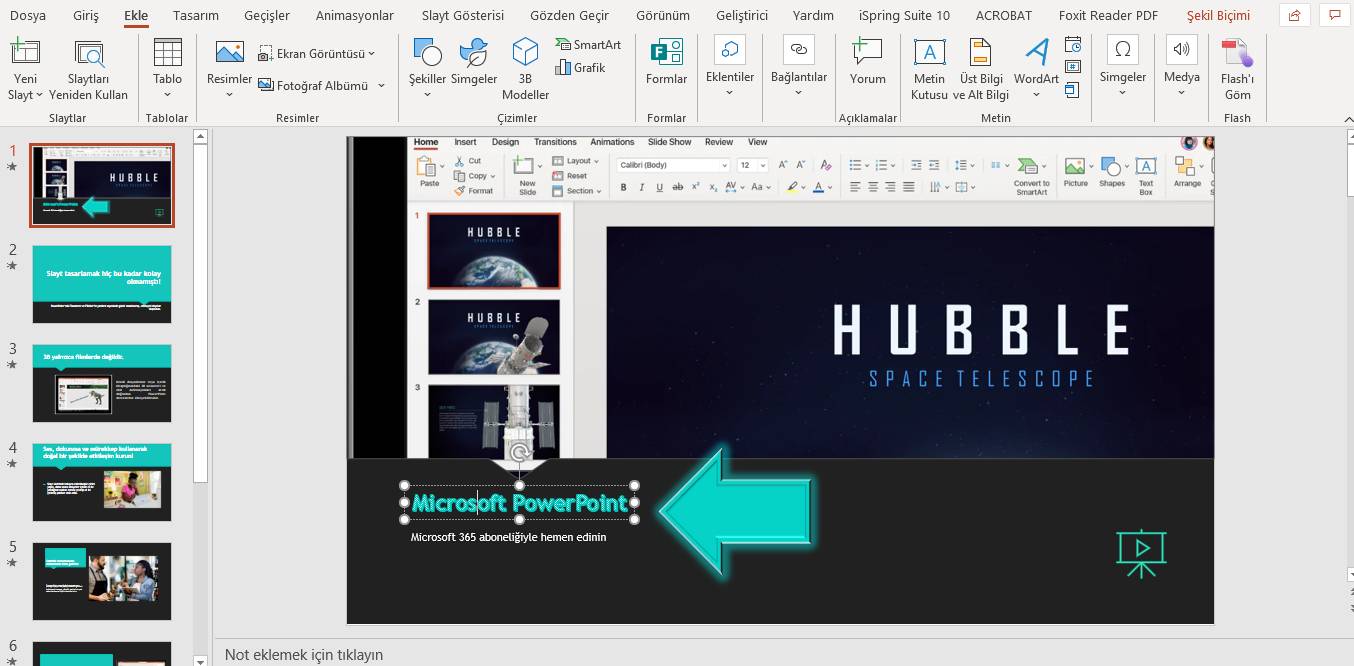 Dosya Giriş Ekle Tasarım Geçişler Animasyonlar Slayt Gösterisi Gözden Geçir Görünüm Geliştirici Yardım iSpring Suite 10 ACROBAT Foxit Reader PDF Şekil Biçimi
Yeni Slayt
Slaytları Yeniden Kullan
Slaytlar
Tablo
Tablolar
Resimler
Ekran Görüntüsü
Fotoğraf Albümü
Resimler
Şekiller
Simgeler
3B Modeller
SmartArt
Grafik
Çizimler
Formlar
Formlar
Eklentiler
Bağlantılar
Yorum
Açıklamalar
Metin Kutusu
Üst Bilgi ve Alt Bilgi
WordArt
Metin
Simgeler
Medya
Flash'ı Göm
Flash
1
HUBBLE
2
Slayt tasarlamak hiç bu kadar kolay
olmamıştı!
3
3B yalnızca filmlerde değildir.
4
Ses, dokunma ve mürekkep kullanarak
doğal bir şekilde etkileşim kurun!
5
6
Home Insert Design Transitions Animations Slide Show Review View
Paste
Cut
Copy
Format
New Slide
Layout
Reset
Section
Calibri (Body) 12
B I U ab X² X₂ AV Aa A
Convert to SmartArt
Picture
Shapes
Text Box
Arrange
1
HUBBLE
SPACE TELESCOPE
2
HUBBLE
SPACE TELESCOPE
3
HUBBLE
SPACE TELESCOPE
Microsoft PowerPoint
Microsoft 365 aboneliğiyle hemen edinin
Not eklemek için tıklayın